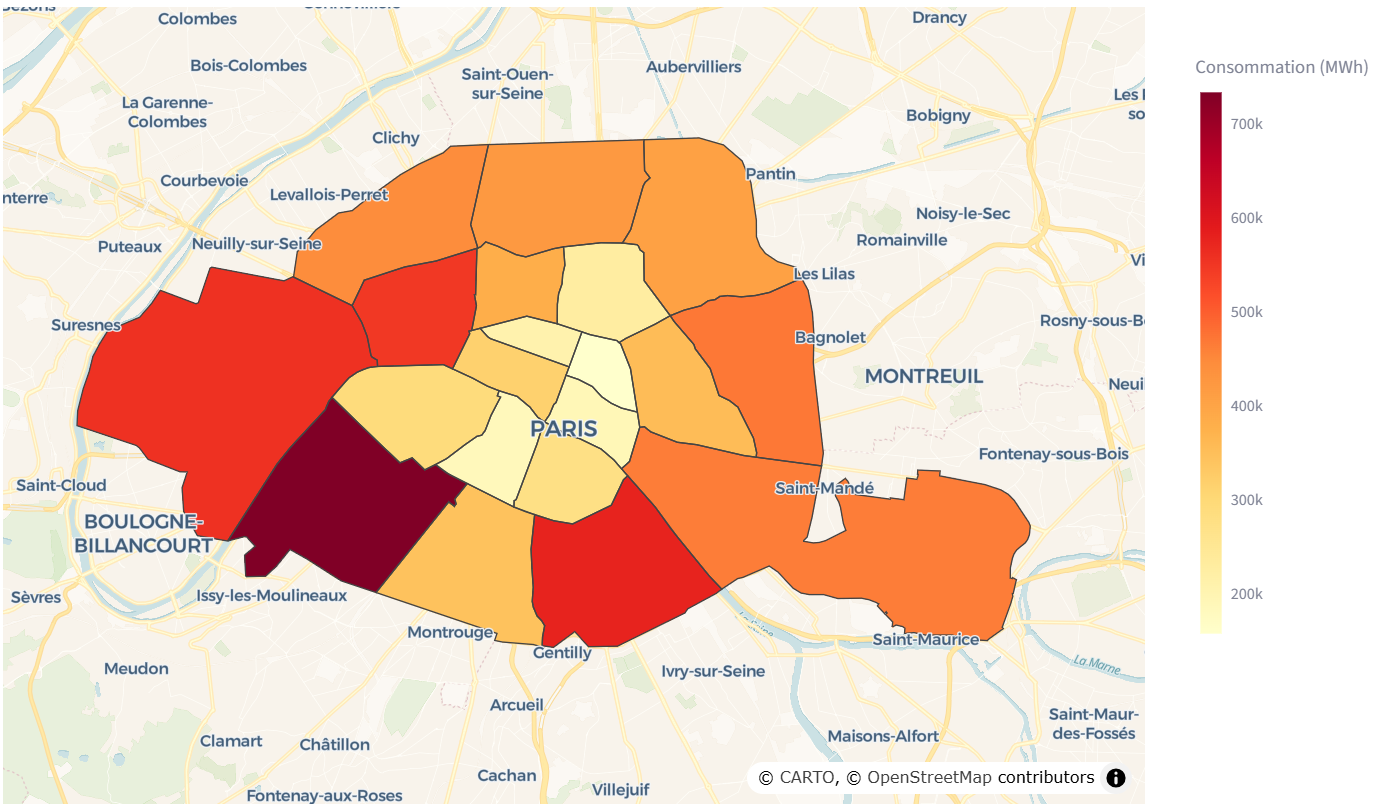 Colombes
Drancy
Bois-Colombes
Saint-Ouen-
sur-Seine
Aubervilliers
Consommation (MWh)
La Garenne-
Colombes
Clichy
Bobigny
700k
Courbevoie
Levallois-Perret
Pantin
Noisy-le-Sec
600k
Puteaux
Neuilly-sur-Seine
Romainville
Les Lilas
Suresnes
Bagnolet
500k
MONTREUIL
400k
PARIS
Fontenay-sous-Bois
Saint-Cloud
Saint-Mandé
300k
BOULOGNE-
BILLANCOURT
Sèvres
Issy-les-Moulineaux
200k
La Seine
Montrouge
Saint-Maurice
Gentilly
Meudon
Ivry-sur-Seine
La Marne
Arcueil
Saint-Maur-
des-Fossés
Clamart
Châtillon
Maisons-Alfort
Cachan
© CARTO, © OpenStreetMap contributors
Fontenay-aux-Roses
Villejuif